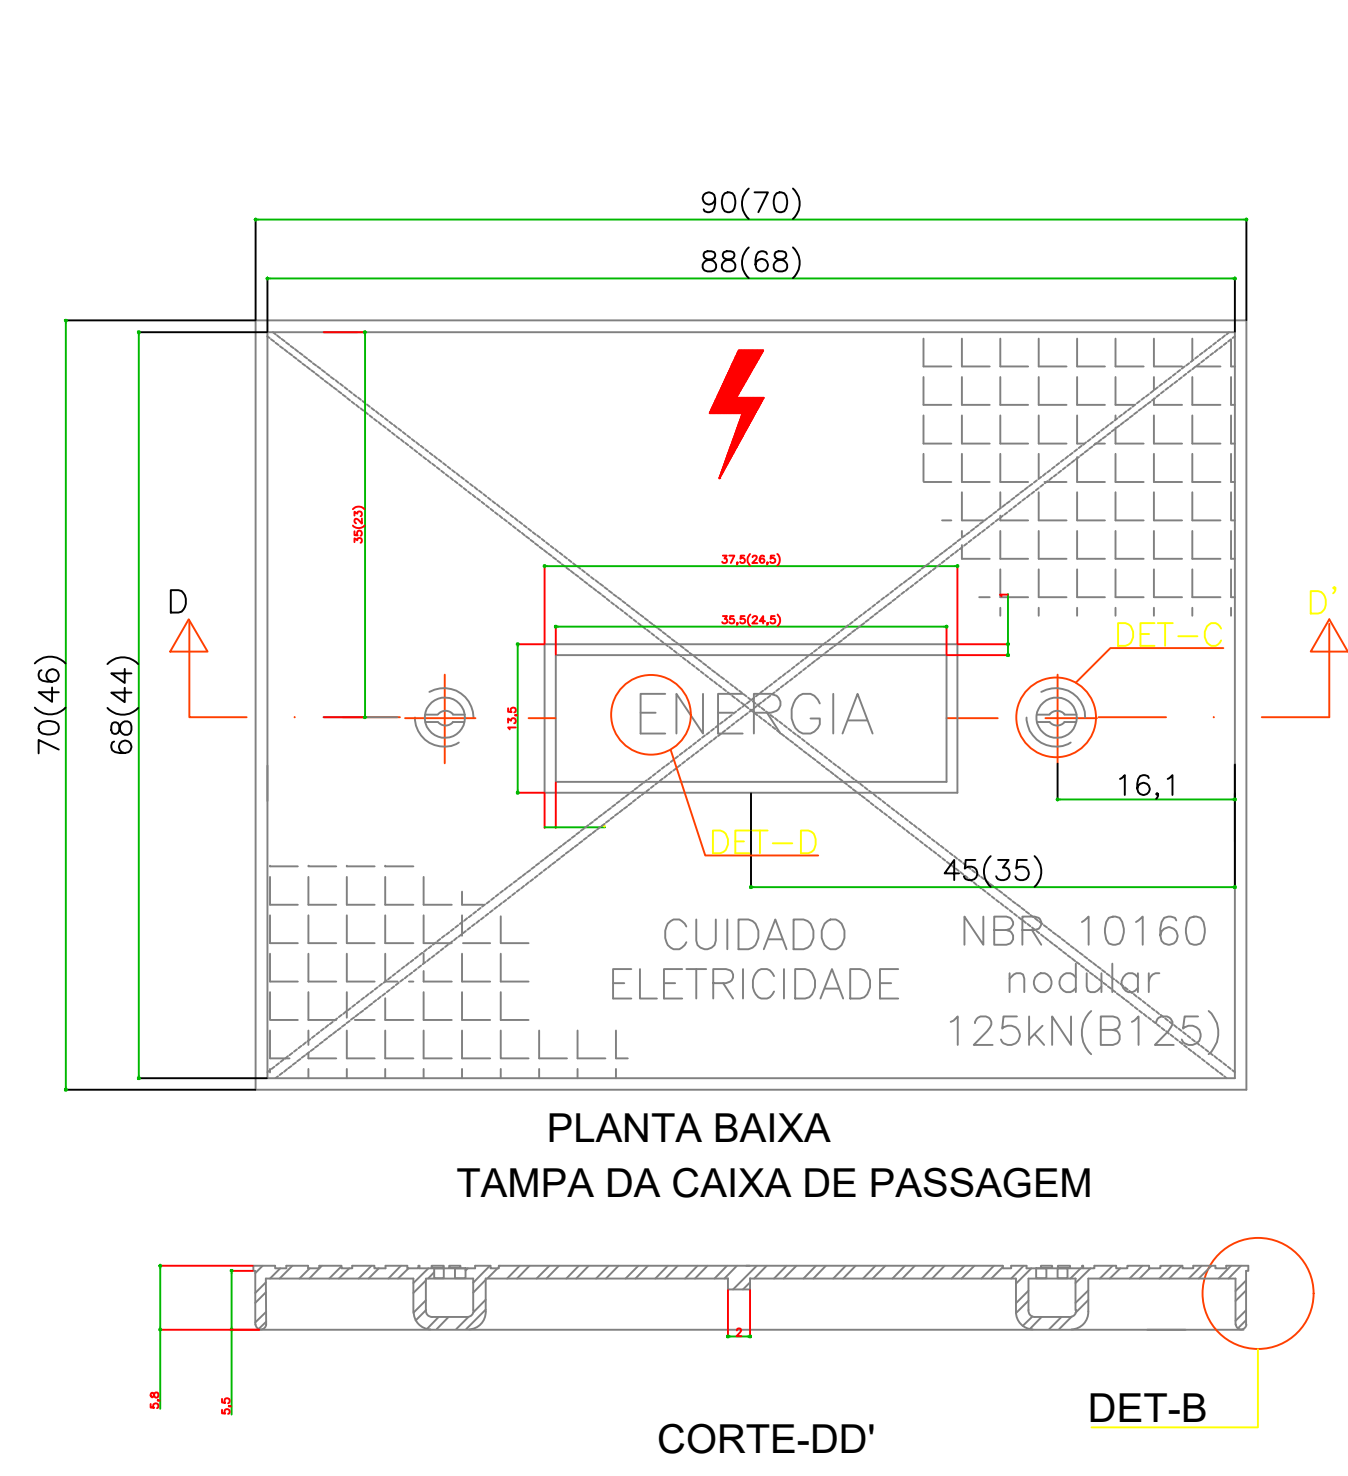 90(70)
88(68)
35(23)
37,5(26,5)
1
35,5(24,5)
D
D'
DET-C
70(46)
68(44)
13,5
ENERGIA
16,1
DET-D
45(35)
CUIDADO
ELETRICIDADE
NBR 10160
nodular
125kN(B125)
PLANTA BAIXA
TAMPA DA CAIXA DE PASSAGEM
2
5,8
5,5
DET-B
CORTE-DD'